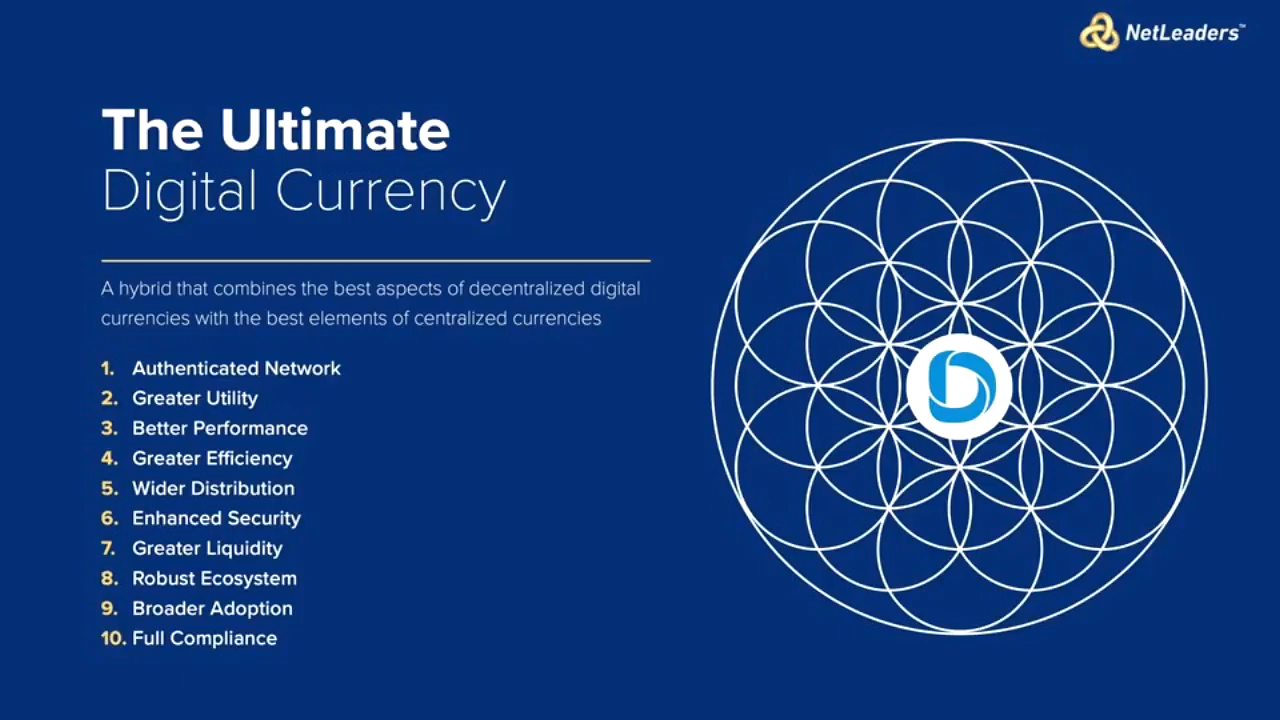 NetLeaders™
The Ultimate
Digital Currency
A hybrid that combines the best aspects of decentralized digital
currencies with the best elements of centralized currencies
1. Authenticated Network
2. Greater Utility
3. Better Performance
4. Greater Efficiency
5. Wider Distribution
6. Enhanced Security
7. Greater Liquidity
8. Robust Ecosystem
9. Broader Adoption
10. Full Compliance